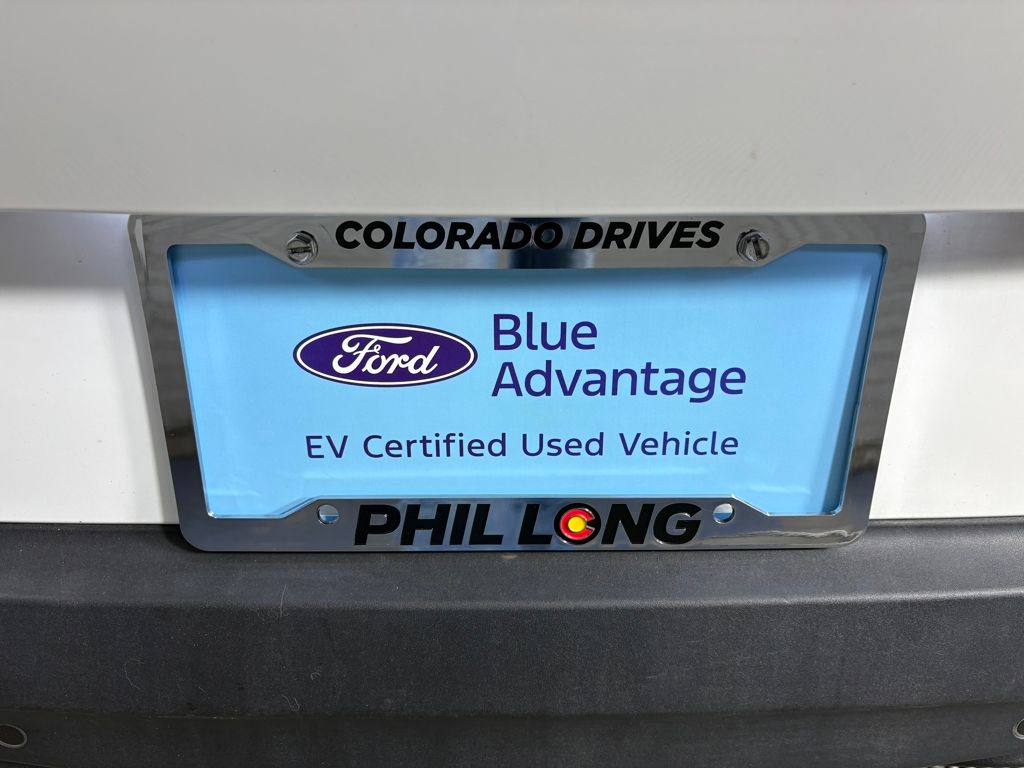 COLORADO DRIVES
Ford
Blue
Advantage
EV Certified Used Vehicle
PHIL LONG